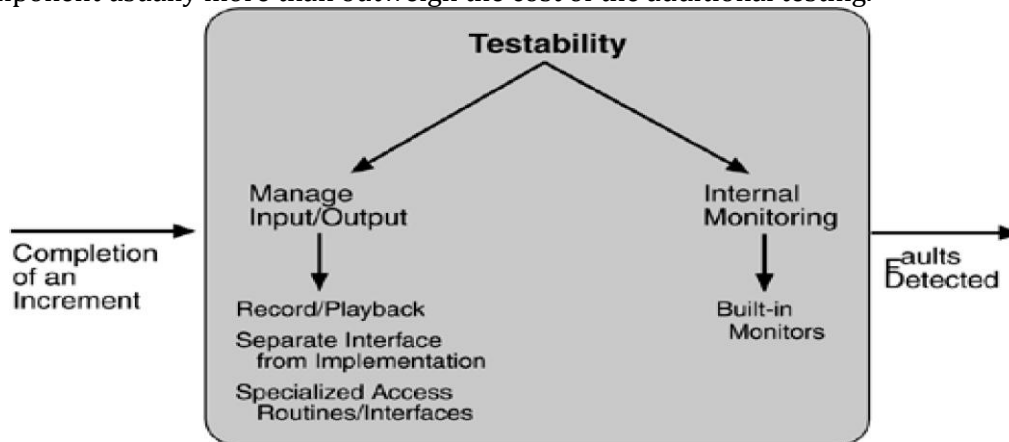 mponent usually more than outweigh the cost of the additional testing.
Testability
Manage
Input/Output
Internal
Monitoring
Completion
of an
Increment
Faults
Detected
Record/Playback
Separate Interface
from Implementation
Specialized Access
Routines/Interfaces
Built-in
Monitors